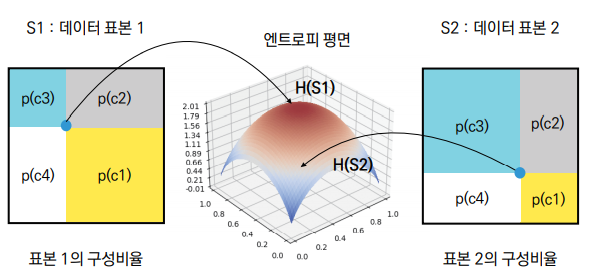 S1 : 데이터 표본 1
엔트로피 평면
S2 : 데이터 표본 2
p(c3)
p(c2)
p(c4)
p(c1)
H(S1)
H(S2)
2.01
1.79
1.56
1.34
1.11
0.89
0.66
0.44
0.21
-0.01
1.0
0.8
0.6
0.4
0.2
0.0
0.0
0.2
0.4
0.6
0.8
1.0
p(c3)
p(c2)
p(c4)
p(c1)
표본 1의 구성비율
표본 2의 구성비율